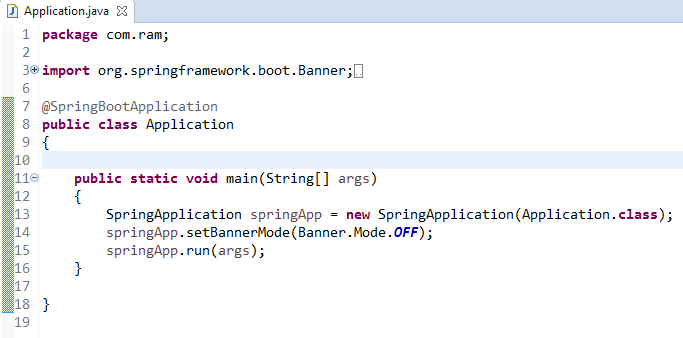 Application.java
1 package com.ram;
2
3 import org.springframework.boot.Banner;
6
7 @SpringBootApplication
8 public class Application
9 {
10
11     public static void main(String[] args)
12     {
13         SpringApplication springApp = new SpringApplication(Application.class);
14         springApp.setBannerMode(Banner.Mode.OFF);
15         springApp.run(args);
16     }
17
18 }
19